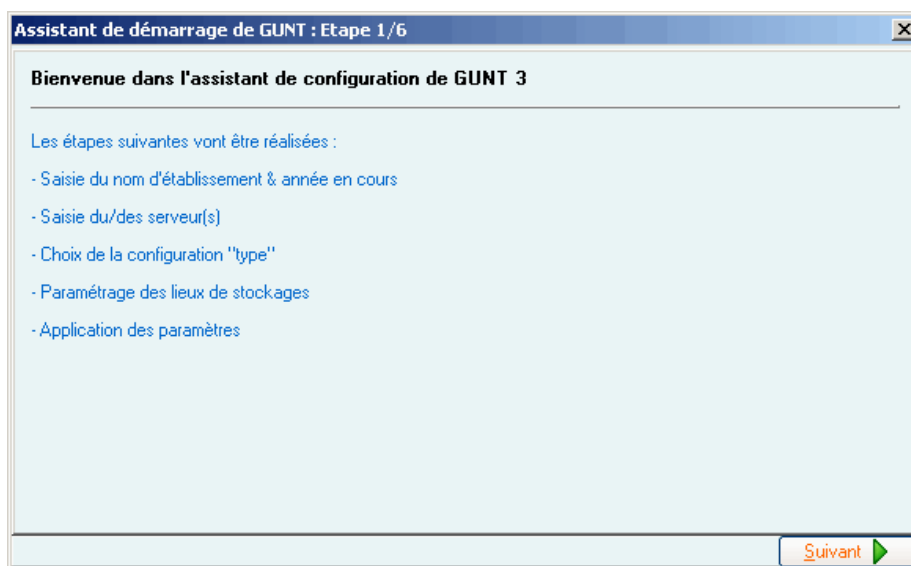 Assistant de démarrage de GUNT : Etape 1/6
Bienvenue dans l'assistant de configuration de GUNT 3
Les étapes suivantes vont être réalisées :
- Saisie du nom d'établissement & année en cours
- Saisie du/des serveur(s)
- Choix de la configuration "type"
- Paramétrage des lieux de stockages
- Application des paramètres
Suivant